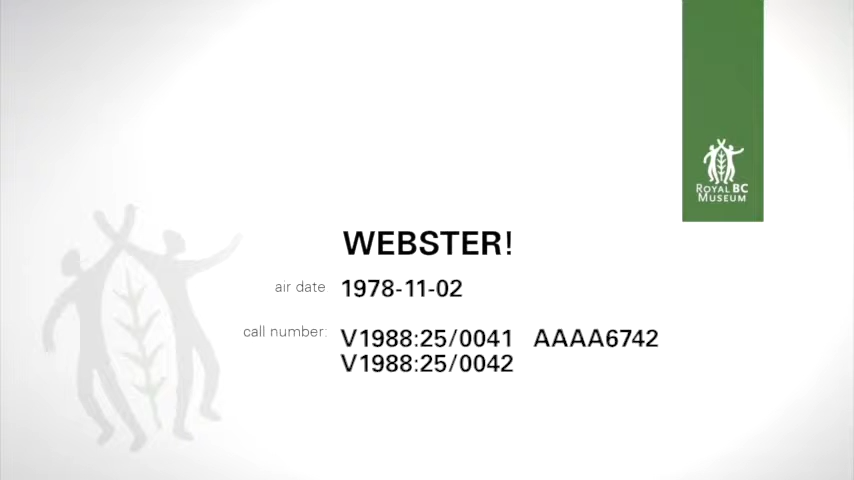 ROYAL BC
MUSEUM
WEBSTER!
air date 1978-11-02
call number: V1988:25/0041 AAAA6742
V1988:25/0042